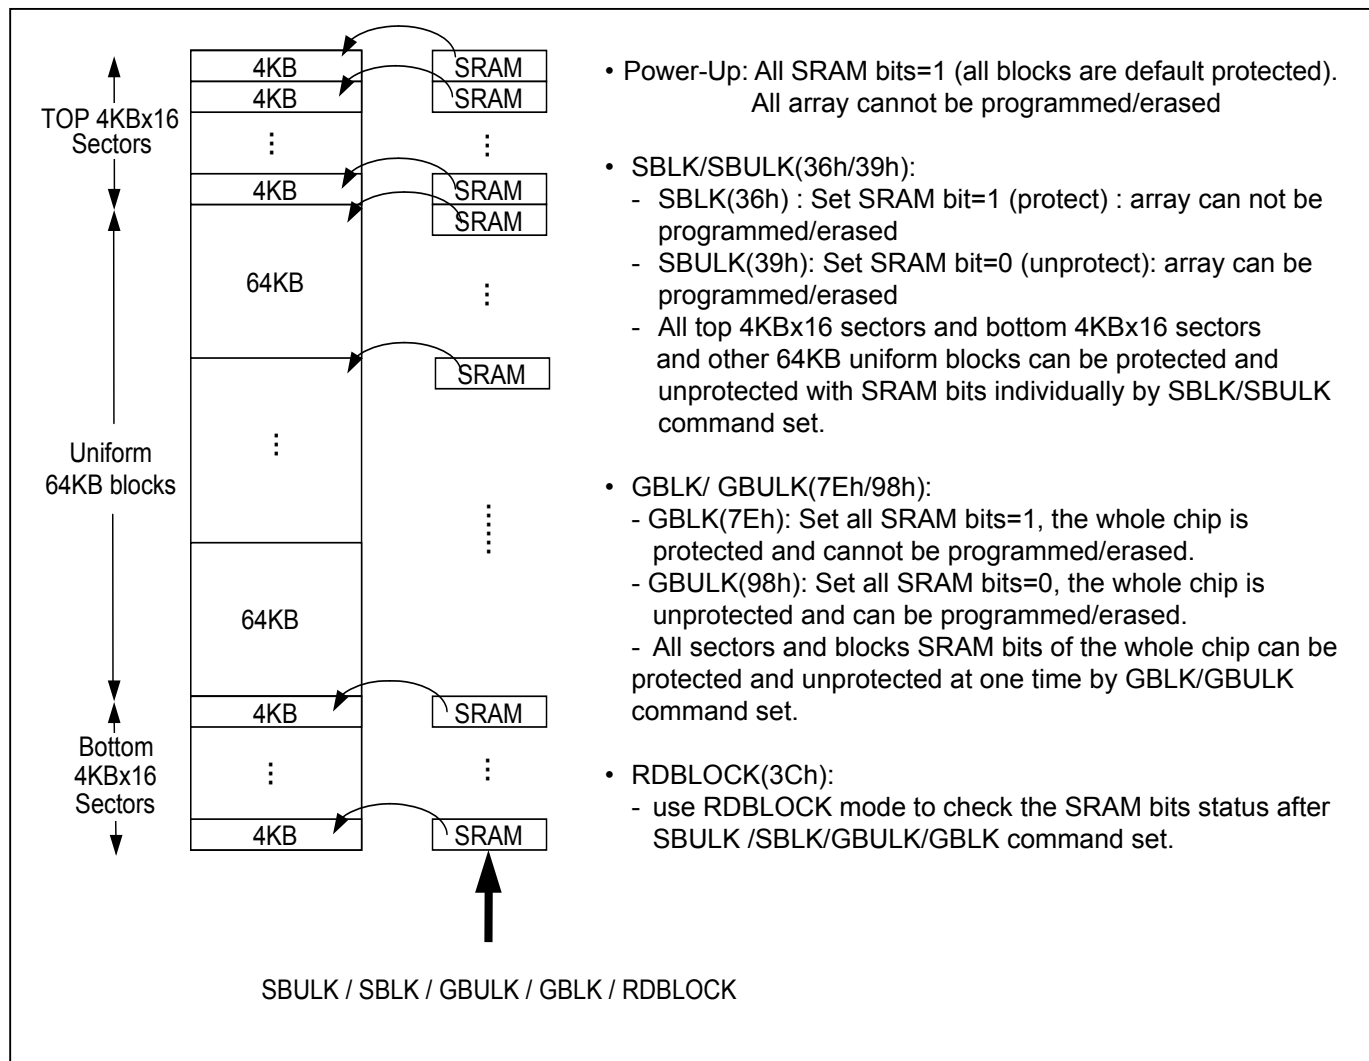 4KB
SRAM
4KB
SRAM
TOP 4KBx16
Sectors
4KB
SRAM
SRAM
64KB
SRAM
Uniform
64KB blocks
64KB
4KB
SRAM
Bottom
4KBx16
Sectors
4KB
SRAM
SBULK / SBLK / GBULK / GBLK / RDBLOCK
• Power-Up: All SRAM bits=1 (all blocks are default protected).
All array cannot be programmed/erased
• SBLK/SBULK(36h/39h):
- SBLK(36h) : Set SRAM bit=1 (protect) : array can not be
programmed/erased
- SBULK(39h): Set SRAM bit=0 (unprotect): array can be
programmed/erased
- All top 4KBx16 sectors and bottom 4KBx16 sectors
and other 64KB uniform blocks can be protected and
unprotected with SRAM bits individually by SBLK/SBULK
command set.
• GBLK/ GBULK(7Eh/98h):
- GBLK(7Eh): Set all SRAM bits=1, the whole chip is
protected and cannot be programmed/erased.
- GBULK(98h): Set all SRAM bits=0, the whole chip is
unprotected and can be programmed/erased.
- All sectors and blocks SRAM bits of the whole chip can be
protected and unprotected at one time by GBLK/GBULK
command set.
• RDBLOCK(3Ch):
- use RDBLOCK mode to check the SRAM bits status after
SBULK /SBLK/GBULK/GBLK command set.